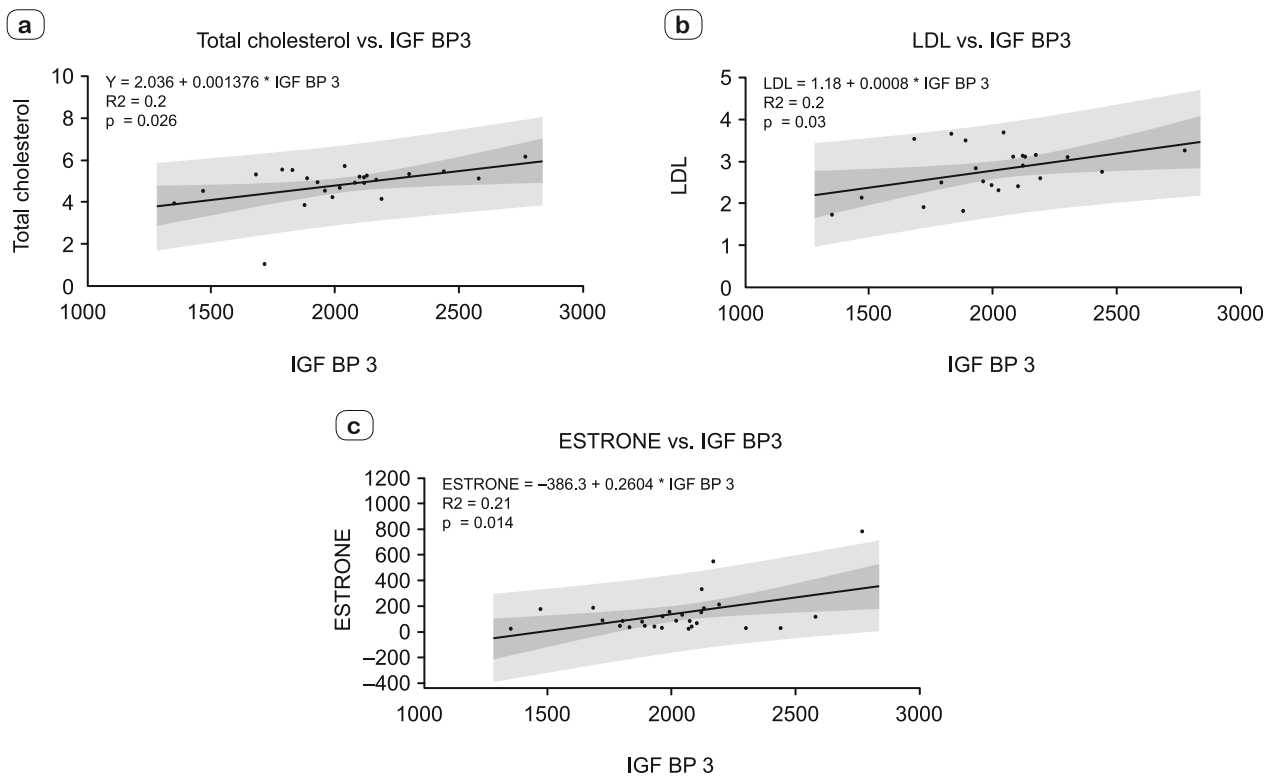 a
Total cholesterol vs. IGF BP3
Y = 2.036 + 0.001376 * IGF BP 3
R2 = 0.2
p = 0.026
Total cholesterol
10
8
6
4
2
0
1000 1500 2000 2500 3000
IGF BP 3
b
LDL vs. IGF BP3
LDL = 1.18 + 0.0008 * IGF BP 3
R2 = 0.2
p = 0.03
LDL
5
4
3
2
1
0
1000 1500 2000 2500 3000
IGF BP 3
c
ESTRONE vs. IGF BP3
ESTRONE = –386.3 + 0.2604 * IGF BP 3
R2 = 0.21
p = 0.014
ESTRONE
1200
1000
800
600
400
200
0
–200
–400
1000 1500 2000 2500 3000
IGF BP 3